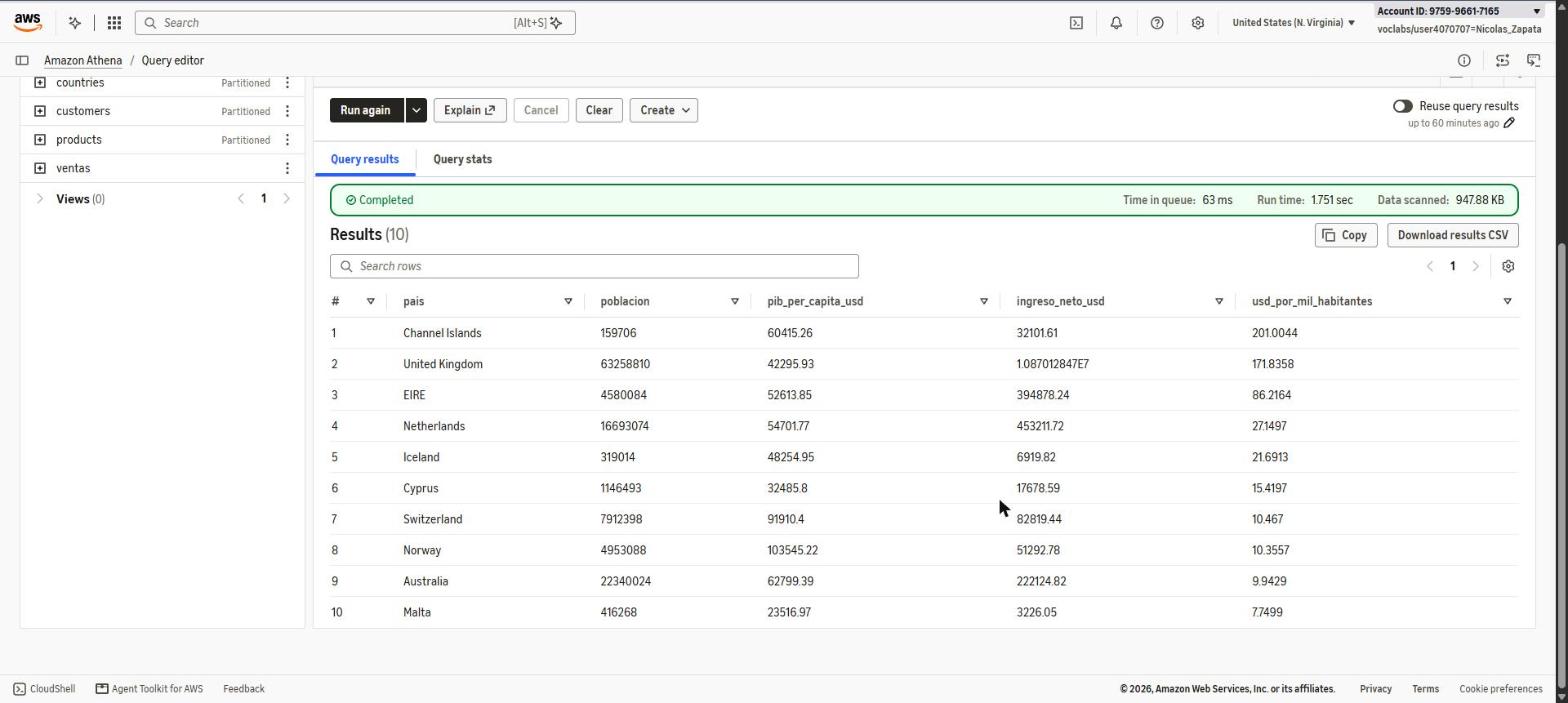 aws
Search [Alt+S]
United States (N. Virginia)
Account ID: 9759-9661-7165
voclabs/user4070707=Nicolas_Zapata
Amazon Athena / Query editor
countries Partitioned
customers Partitioned
products Partitioned
ventas
Views (0) 1
Run again Explain Cancel Clear Create
Reuse query results
up to 60 minutes ago
Query results Query stats
Completed Time in queue: 63 ms Run time: 1.751 sec Data scanned: 947.88 KB
Results (10) Copy Download results CSV
Search rows 1
# pais poblacion pib_per_capita_usd ingreso_neto_usd usd_por_mil_habitantes
1 Channel Islands 159706 60415.26 32101.61 201.0044
2 United Kingdom 63258810 42295.93 1.087012847E7 171.8358
3 EIRE 4580084 52613.85 394878.24 86.2164
4 Netherlands 16693074 54701.77 453211.72 27.1497
5 Iceland 319014 48254.95 6919.82 21.6913
6 Cyprus 1146493 32485.8 17678.59 15.4197
7 Switzerland 7912398 91910.4 82819.44 10.467
8 Norway 4953088 103545.22 51292.78 10.3557
9 Australia 22340024 62799.39 222124.82 9.9429
10 Malta 416268 23516.97 3226.05 7.7499
CloudShell Agent Toolkit for AWS Feedback © 2026, Amazon Web Services, Inc. or its affiliates. Privacy Terms Cookie preferences